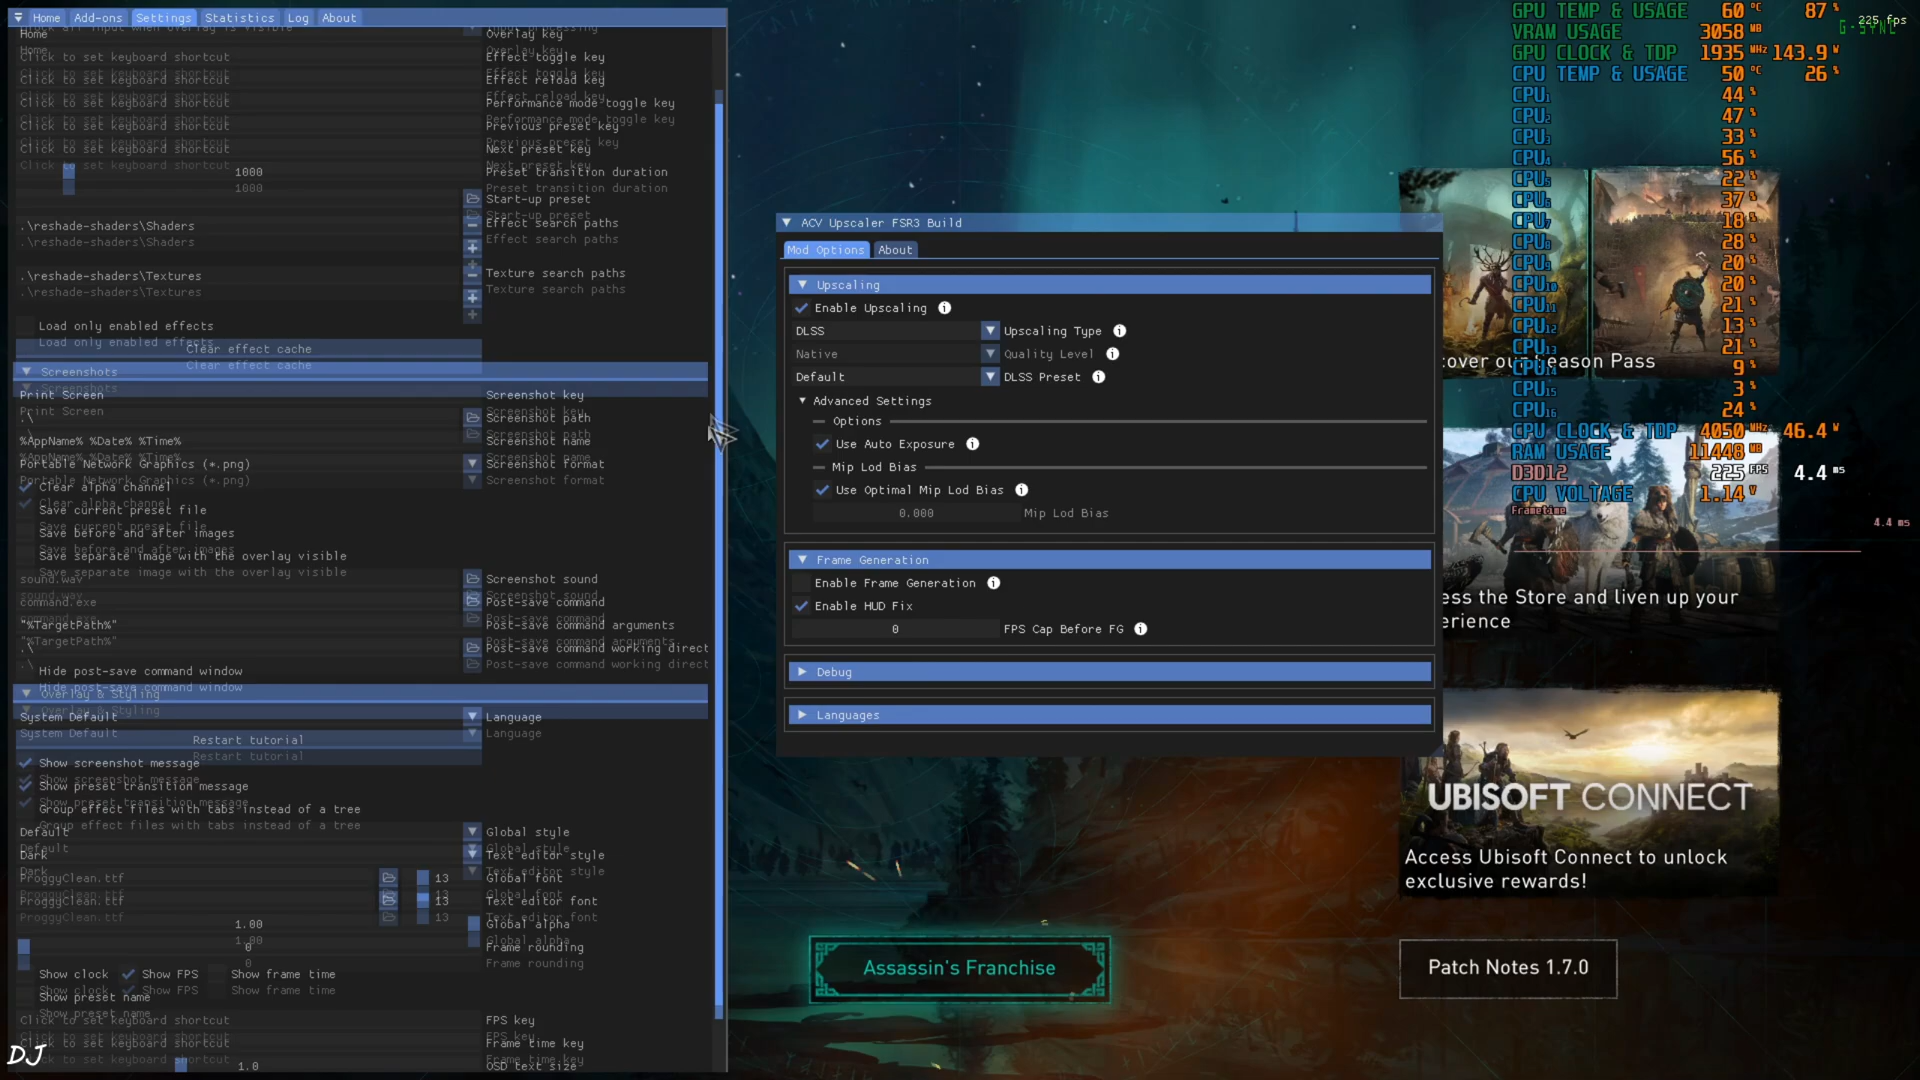 Home Add-ons Settings Statistics Log About
Home Overlay key
Click to set keyboard shortcut Effect toggle key
Click to set keyboard shortcut Effect reload key
Click to set keyboard shortcut Performance mode toggle key
Click to set keyboard shortcut Previous preset key
Click to set keyboard shortcut Next preset key
1000 Preset transition duration
Start-up preset
.\reshade-shaders\Shaders Effect search paths
.\reshade-shaders\Textures Texture search paths
Load only enabled effects
Clear effect cache
Screenshots
Print Screen Screenshot key
.\ Screenshot path
%AppName% %Date% %Time% Screenshot name
Portable Network Graphics (*.png) Screenshot format
Clear alpha channel
Save current preset file
Save before and after images
Save separate image with the overlay visible
sound.wav Screenshot sound
command.exe Post-save command
"%TargetPath%" Post-save command arguments
.\ Post-save command working direct
Hide post-save command window
Overlay & Styling
System Default Language
Restart tutorial
Show screenshot message
Show preset transition message
Group effect files with tabs instead of a tree
Default Global style
Dark Text editor style
ProggyClean.ttf 13 Global font
ProggyClean.ttf 13 Text editor font
1.00 Global alpha
0 Frame rounding
Show clock Show FPS Show frame time
Show preset name
Click to set keyboard shortcut FPS key
Click to set keyboard shortcut Frame time key
1.0 OSD text size
DJ
ACV Upscaler FSR3 Build
Mod Options About
Upscaling
Enable Upscaling
DLSS Upscaling Type
Native Quality Level
Default DLSS Preset
Advanced Settings
Options
Use Auto Exposure
Mip Lod Bias
Use Optimal Mip Lod Bias
0.000 Mip Lod Bias
Frame Generation
Enable Frame Generation
Enable HUD Fix
0 FPS Cap Before FG
Debug
Languages
Assassin's Franchise
GPU TEMP & USAGE 60 °C 87 %
225 fps
G-SYNC
VRAM USAGE 3058 MB
GPU CLOCK & TDP 1935 MHz 143.9 W
CPU TEMP & USAGE 50 °C 26 %
CPU1 44 %
CPU2 47 %
CPU3 33 %
CPU4 56 %
CPU5 22 %
CPU6 37 %
CPU7 18 %
CPU8 28 %
CPU9 20 %
CPU10 20 %
CPU11 21 %
CPU12 13 %
CPU13 21 %
CPU14 9 %
CPU15 3 %
CPU16 24 %
CPU CLOCK & TDP 4050 MHz 46.4 W
RAM USAGE 11448 MB
D3D12 225 FPS 4.4 ms
CPU VOLTAGE 1.14 V
Frametime
4.4 ms
cover our Season Pass
ess the Store and liven up your
erience
UBISOFT CONNECT
Access Ubisoft Connect to unlock
exclusive rewards!
Patch Notes 1.7.0